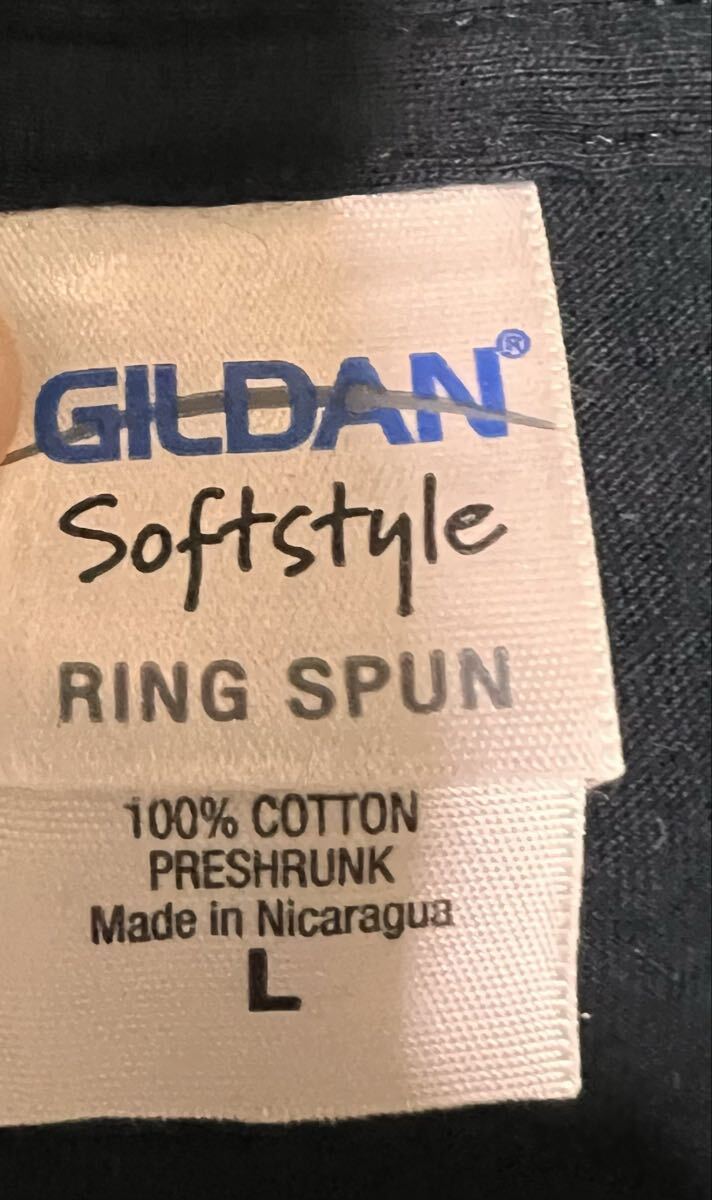 GILDAN®
Softstyle
RING SPUN
100% COTTON
PRESHRUNK
Made in Nicaragua
L